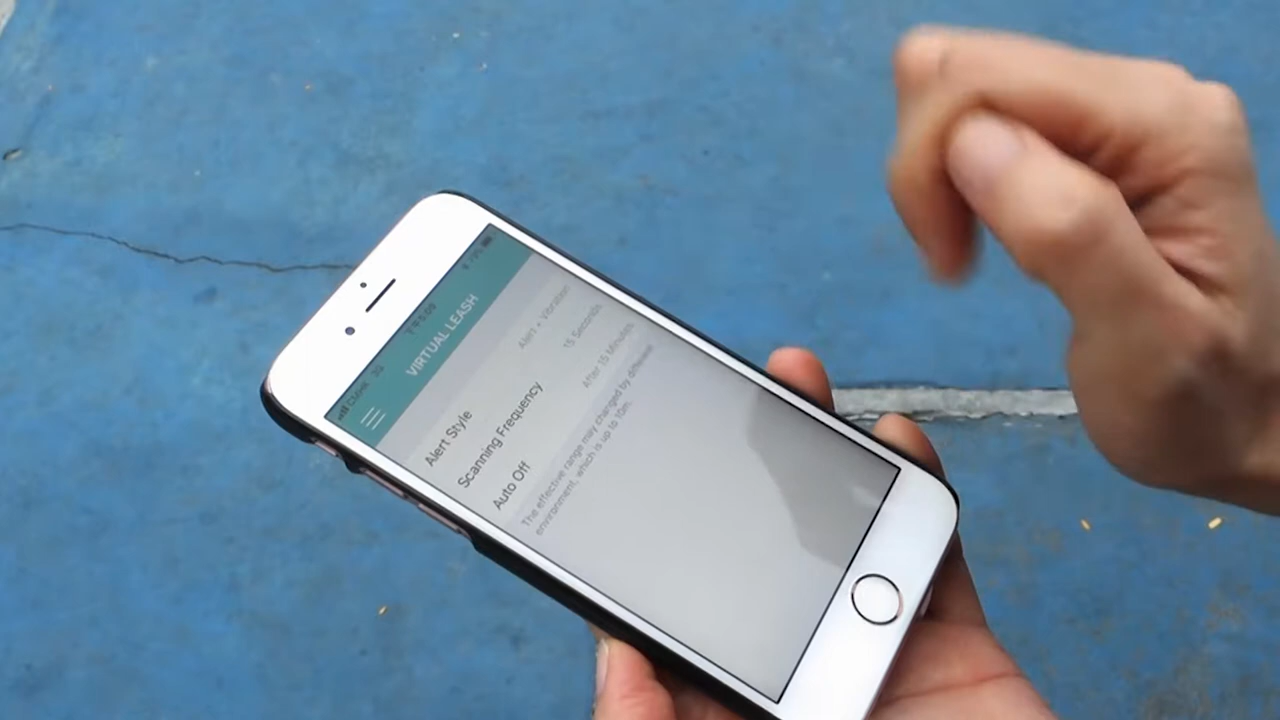 VIRTUAL LEASH
Alert Style Alert + Vibration
Scanning Frequency 15 Seconds
Auto Off After 15 Minutes
The effective range may changed by different
environment, which is up to 10m.